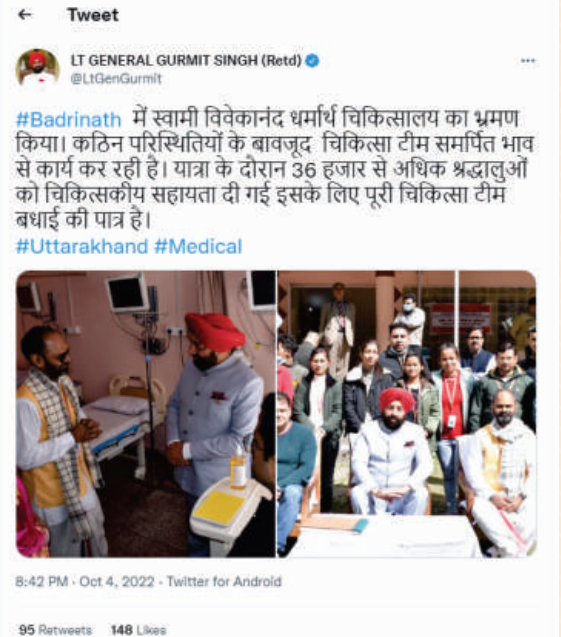 ← Tweet
LT GENERAL GURMIT SINGH (Retd)
@LtGenGurmit
#Badrinath में स्वामी विवेकानंद धर्मार्थ चिकित्सालय का भ्रमण
किया। कठिन परिस्थितियों के बावजूद चिकित्सा टीम समर्पित भाव
से कार्य कर रही है। यात्रा के दौरान 36 हजार से अधिक श्रद्धालुओं
को चिकित्सकीय सहायता दी गई इसके लिए पूरी चिकित्सा टीम
बधाई की पात्र है।
#Uttarakhand #Medical
8:42 PM · Oct 4, 2022 · Twitter for Android
95 Retweets 148 Likes